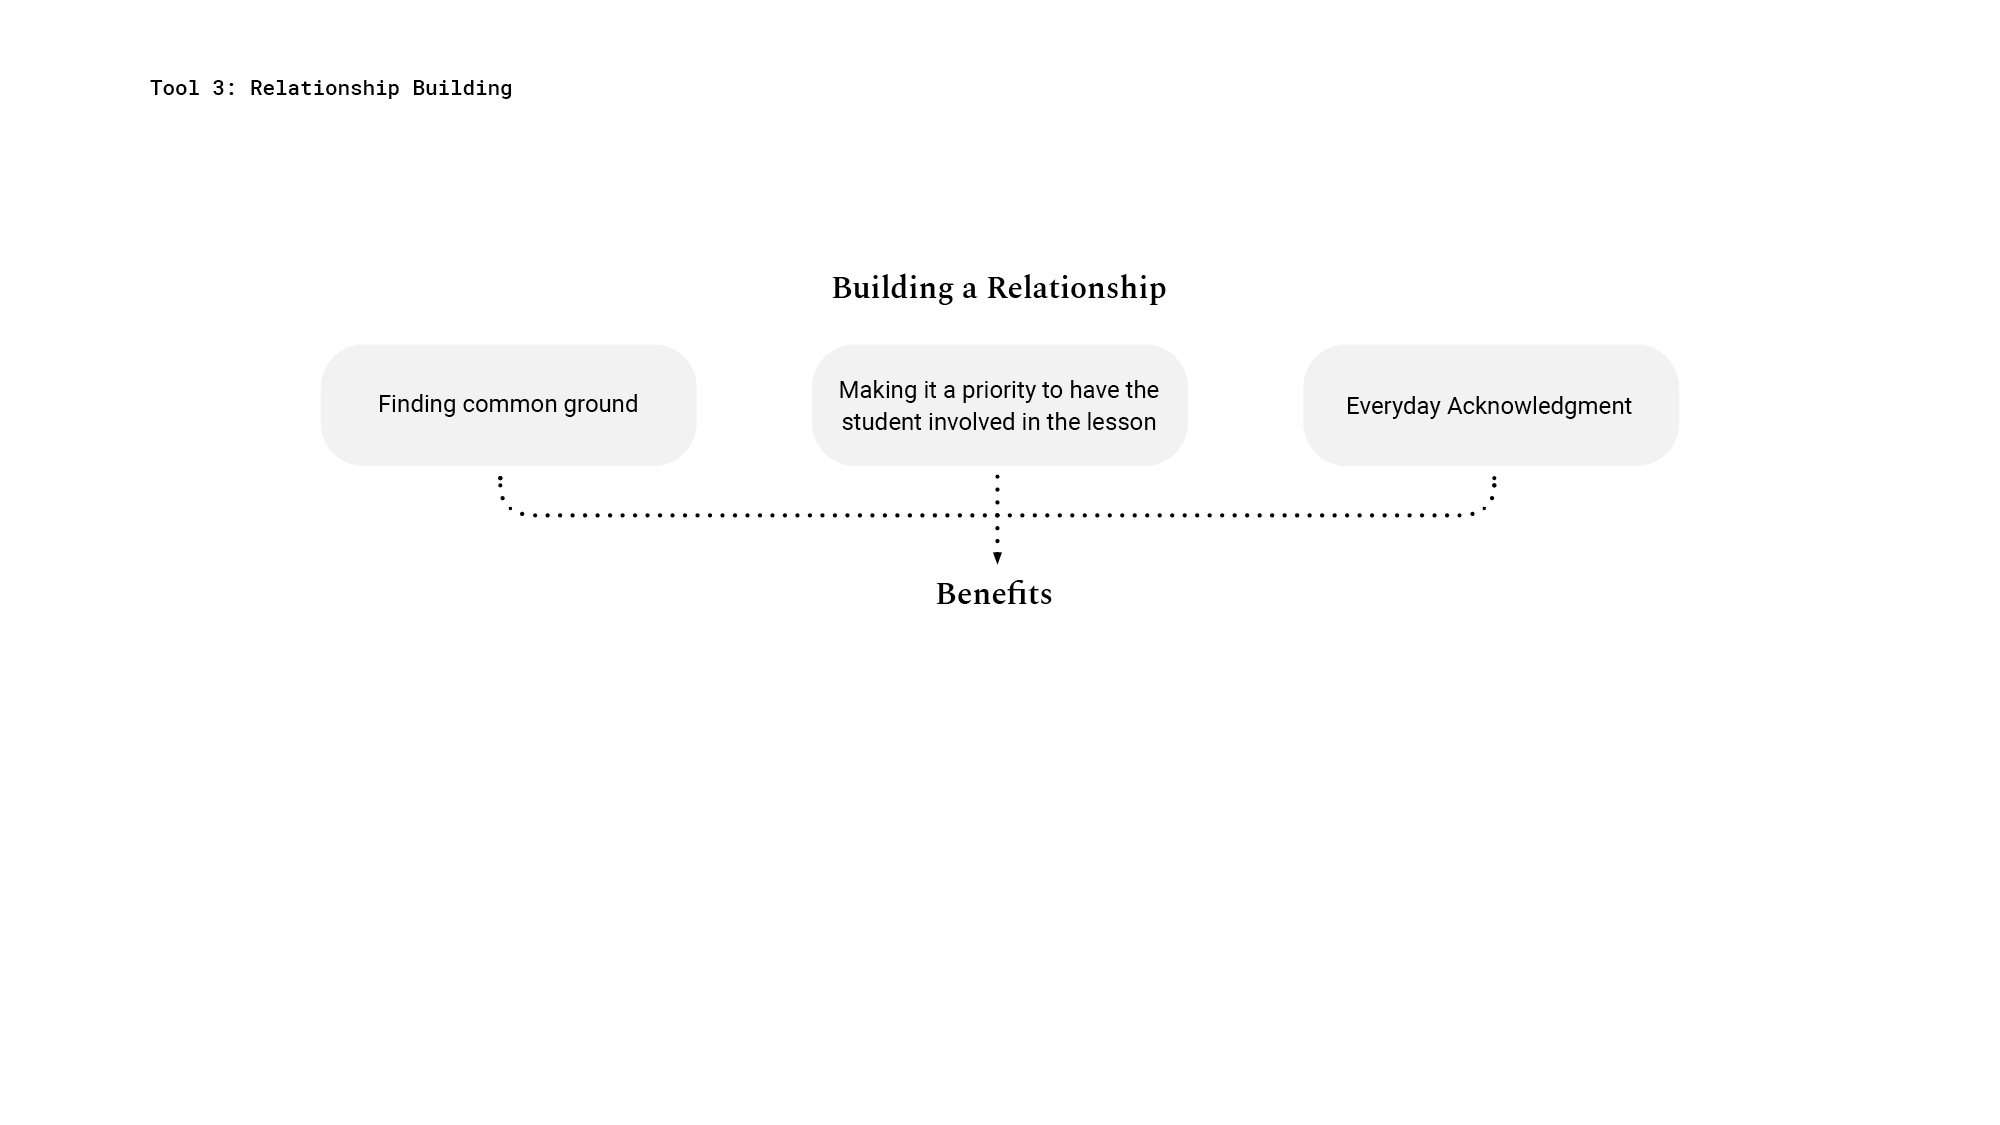 Tool 3: Relationship Building
Building a Relationship
Finding common ground
Making it a priority to have the
student involved in the lesson
Everyday Acknowledgment
Benefits